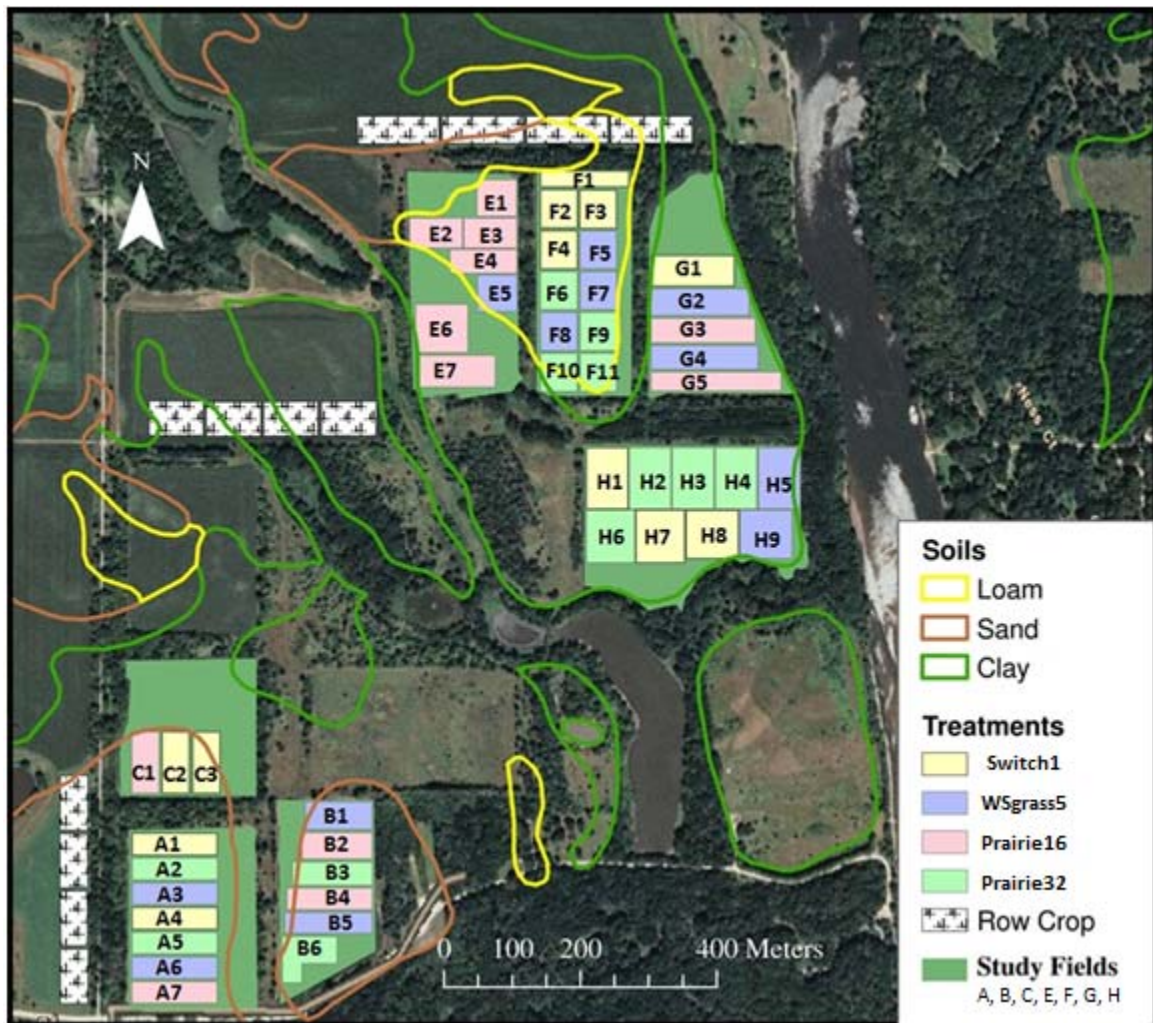 N
F1
E1
F2 F3
E2 E3
F4 F5
E4
G1
E5
F6 F7
G2
E6
F8 F9
G3
G4
E7
F10 F11
G5
H1 H2 H3 H4 H5
H6 H7 H8 H9
C1 C2 C3
B1
A1
B2
A2
B3
A3
B4
A4
B5
A5
B6
A6
A7
0 100 200 400 Meters
Soils
Loam
Sand
Clay
Treatments
Switch1
WSgrass5
Prairie16
Prairie32
Row Crop
Study Fields
A, B, C, E, F, G, H